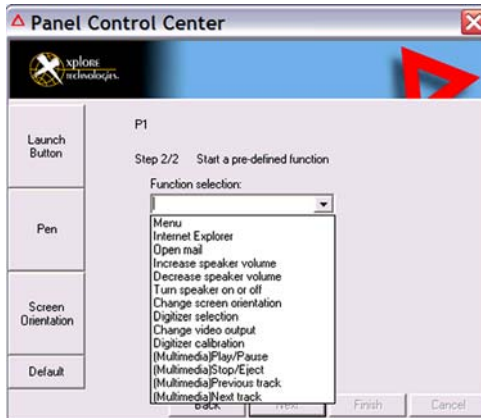 Panel Control Center
xplore
technologies.
Launch
Button
Pen
Screen
Orientation
Default
P1
Step 2/2 Start a pre-defined function
Function selection:
Menu
Internet Explorer
Open mail
Increase speaker volume
Decrease speaker volume
Turn speaker on or off
Change screen orientation
Digitizer selection
Change video output
Digitizer calibration
(Multimedia)Play/Pause
(Multimedia)Stop/Eject
(Multimedia)Previous track
(Multimedia)Next track
Back Next Finish Cancel